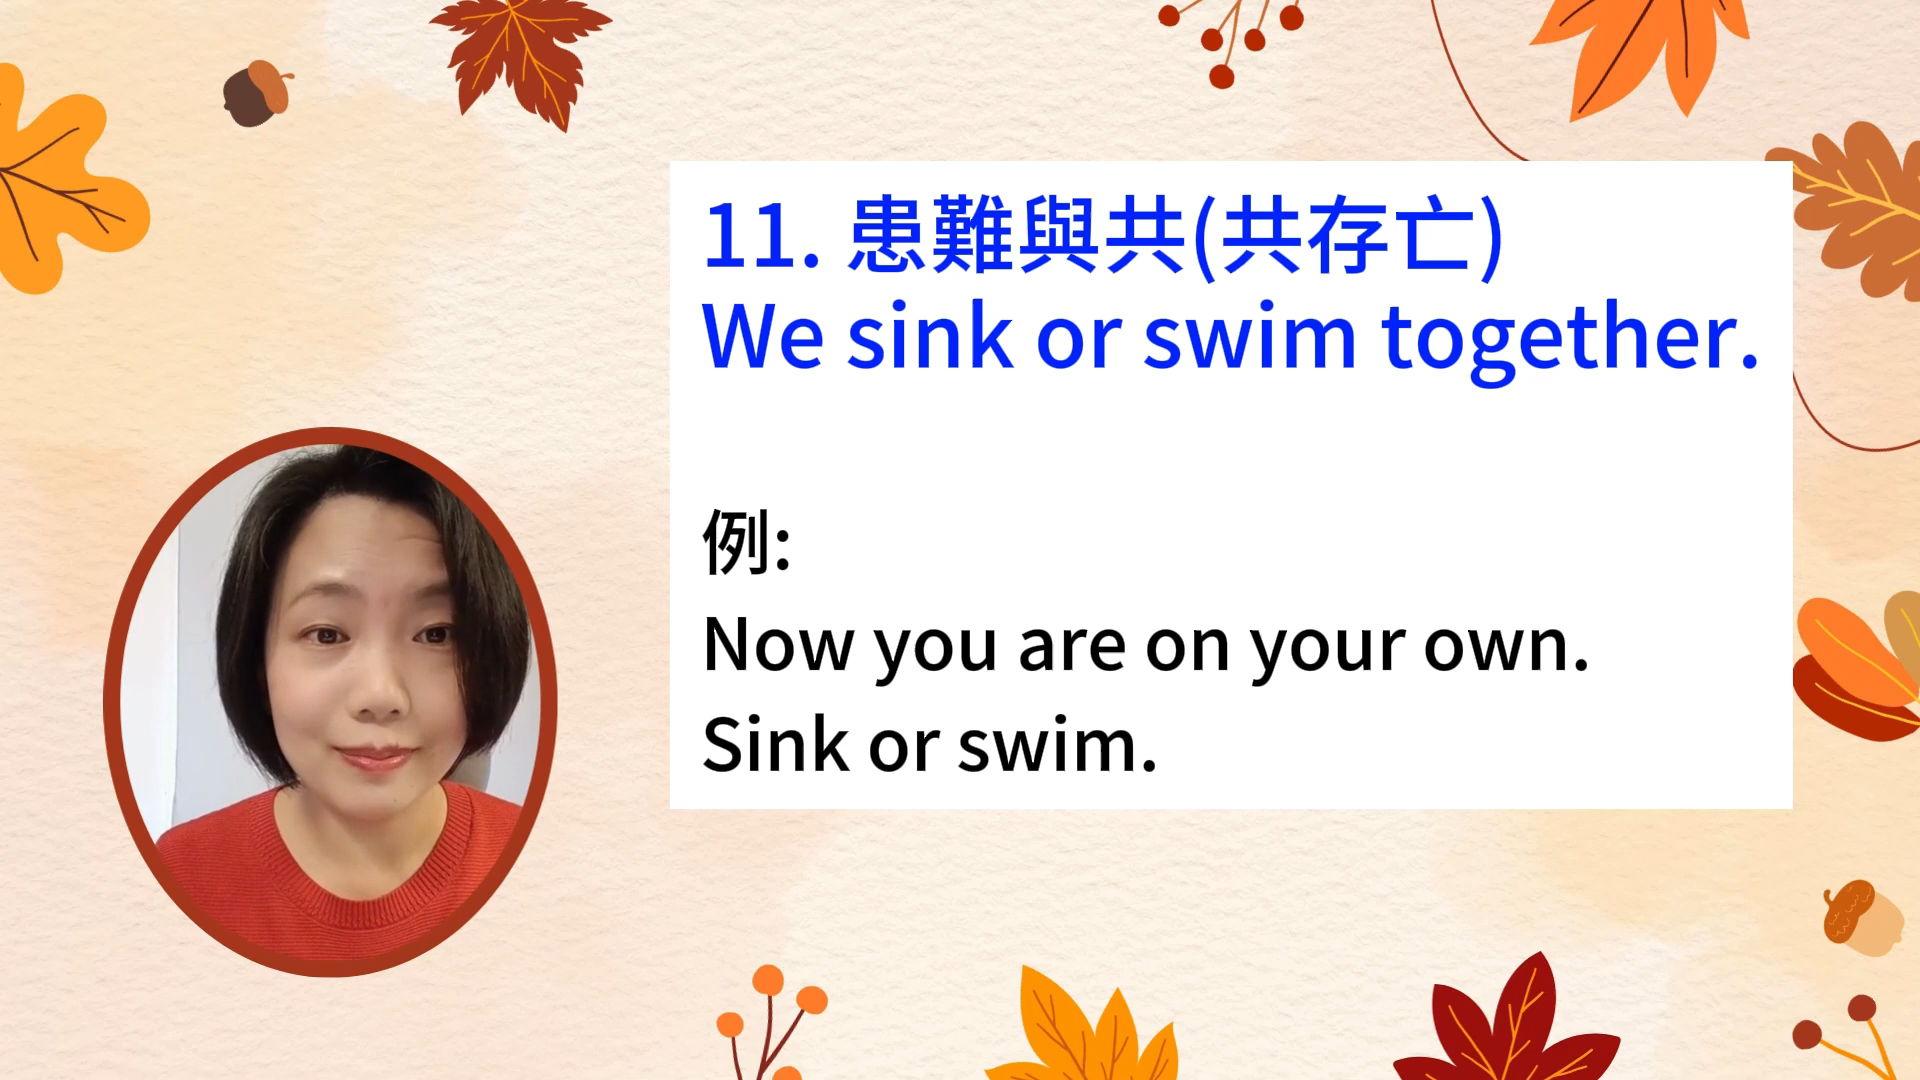 11. 患難與共(共存亡)
We sink or swim together.
例:
Now you are on your own.
Sink or swim.